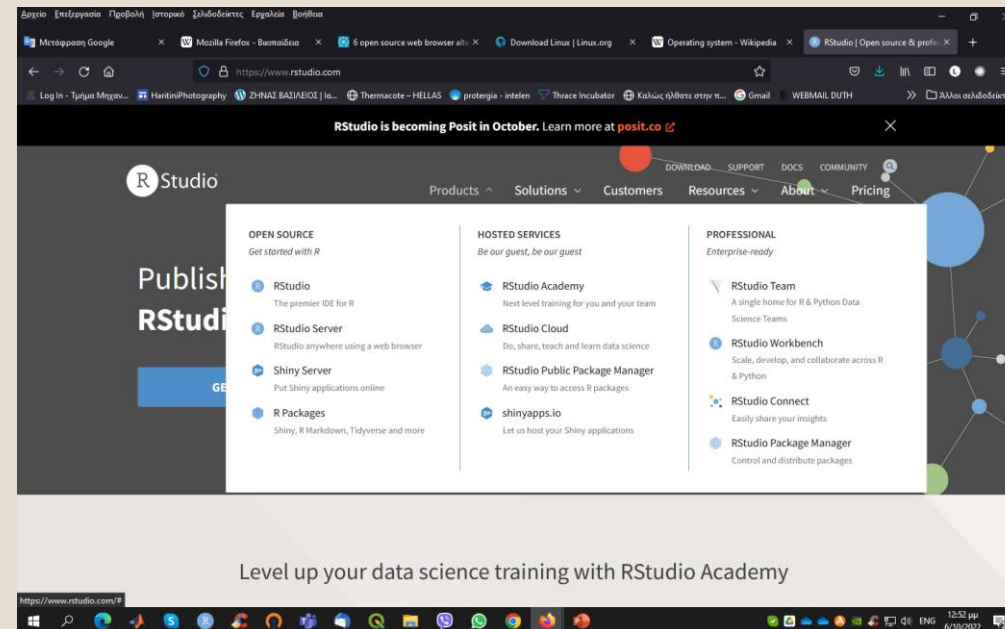 Αρχείο Επεξεργασία Προβολή Ιστορικό Σελιδοδείκτες Εργαλεία Βοήθεια
Μετάφραση Google
Mozilla Firefox - Βικιπαίδεια
6 open source web browser alte
Download Linux | Linux.org
Operating system - Wikipedia
RStudio | Open source & profes
https://www.rstudio.com
Log In - Τμήμα Μηχαν...
HaritiniPhotography
ΖΗΝΑΣ ΒΑΣΙΛΕΙΟΣ | Ια...
Thermacote – HELLAS
protergia - intelen
Thrace Incubator
Καλώς ήλθατε στην π...
Gmail
WEBMAIL DUTH
Άλλοι σελιδοδείκτ
RStudio is becoming Posit in October. Learn more at posit.co
DOWNLOAD SUPPORT DOCS COMMUNITY
R Studio
Products Solutions Customers Resources About Pricing
Publish
RStudi
GE
OPEN SOURCE
Get started with R
RStudio
The premier IDE for R
RStudio Server
RStudio anywhere using a web browser
Shiny Server
Put Shiny applications online
R Packages
Shiny, R Markdown, Tidyverse and more
HOSTED SERVICES
Be our guest, be our guest
RStudio Academy
Next level training for you and your team
RStudio Cloud
Do, share, teach and learn data science
RStudio Public Package Manager
An easy way to access R packages
shinyapps.io
Let us host your Shiny applications
PROFESSIONAL
Enterprise-ready
RStudio Team
A single home for R & Python Data
Science Teams
RStudio Workbench
Scale, develop, and collaborate across R
& Python
RStudio Connect
Easily share your insights
RStudio Package Manager
Control and distribute packages
Level up your data science training with RStudio Academy
https://www.rstudio.com/#
ENG
12:52 μμ
6/10/2022